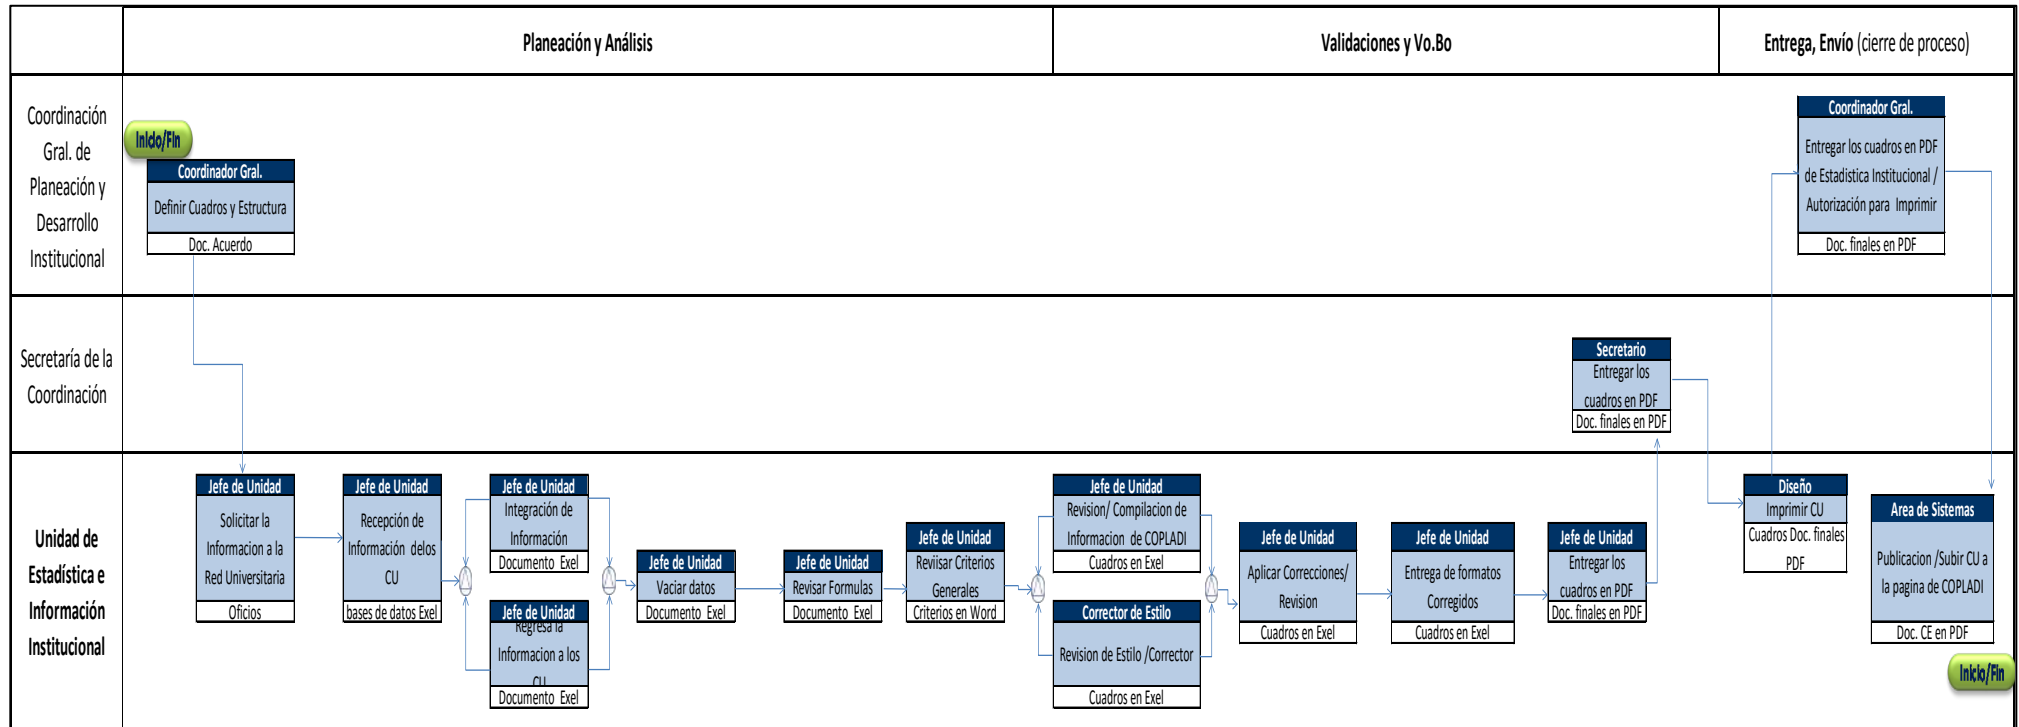 Planeación y Análisis
Validaciones y Vo.Bo
Entrega, Envío (cierre de proceso)
Coordinación
Gral. de
Planeación y
Desarrollo
Institucional
Inicio/Fin
Coordinador Gral.
Definir Cuadros y Estructura
Doc. Acuerdo
Coordinador Gral.
Entregar los cuadros en PDF
de Estadistica Institucional /
Autorización para Imprimir
Doc. finales en PDF
Secretaría de la
Coordinación
Secretario
Entregar los
cuadros en PDF
Doc. finales en PDF
Unidad de
Estadística e
Información
Institucional
Jefe de Unidad
Solicitar la
Informacion a la
Red Universitaria
Oficios
Jefe de Unidad
Recepción de
Información delos
CU
bases de datos Exel
Jefe de Unidad
Integración de
Información
Documento Exel
Jefe de Unidad
Regresa la
Informacion a los
CU
Documento Exel
Jefe de Unidad
Vaciar datos
Documento Exel
Jefe de Unidad
Revisar Formulas
Documento Exel
Jefe de Unidad
Reviisar Criterios
Generales
Criterios en Word
Jefe de Unidad
Revision/ Compilacion de
Informacion de COPLADI
Cuadros en Exel
Corrector de Estilo
Revision de Estilo /Corrector
Cuadros en Exel
Jefe de Unidad
Aplicar Correcciones/
Revision
Cuadros en Exel
Jefe de Unidad
Entrega de formatos
Corregidos
Cuadros en Exel
Jefe de Unidad
Entregar los
cuadros en PDF
Doc. finales en PDF
Diseño
Imprimir CU
Cuadros Doc. finales
PDF
Area de Sistemas
Publicacion /Subir CU a
la pagina de COPLADI
Doc. CE en PDF
Inicio/Fin